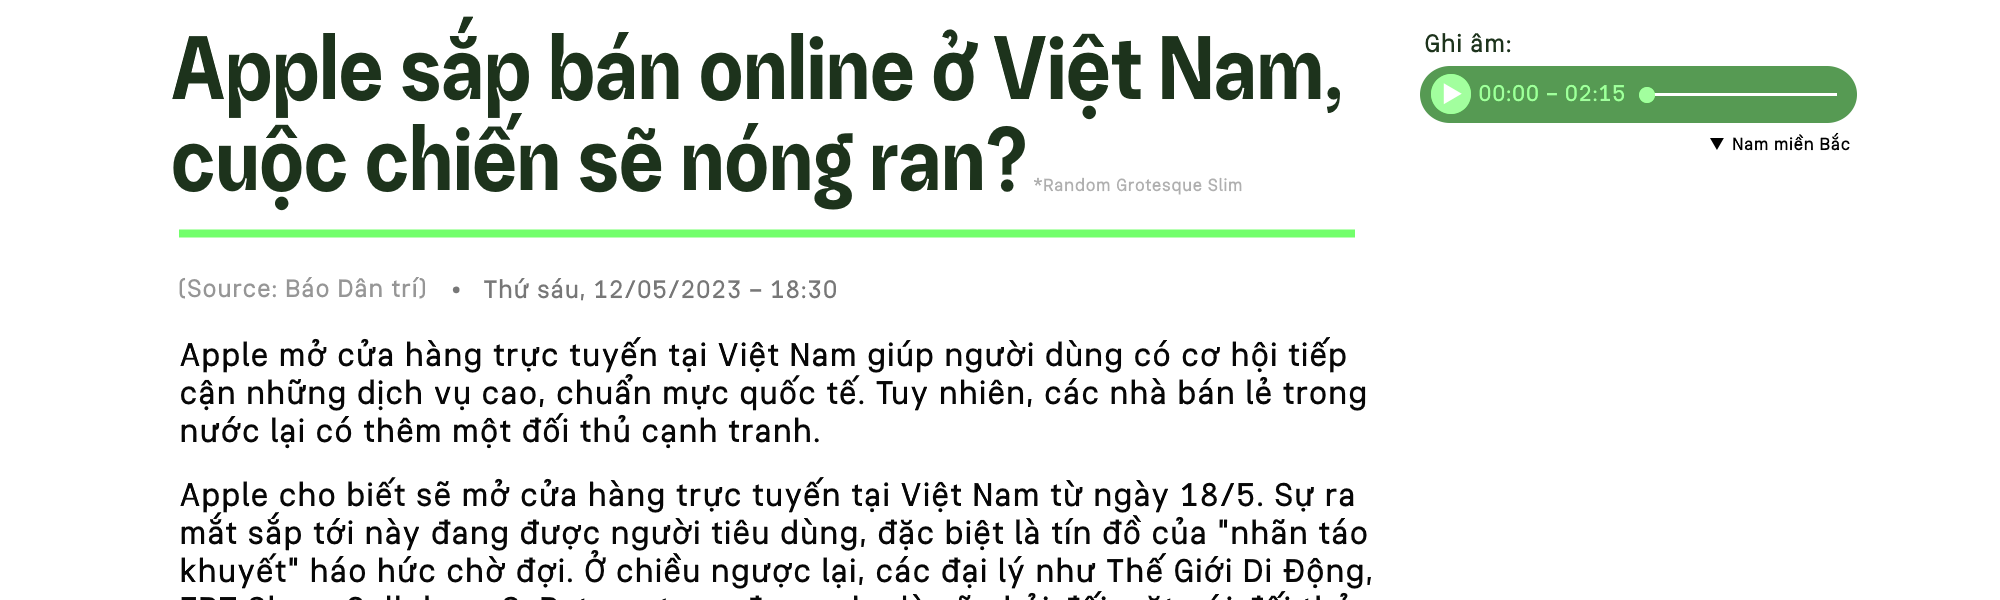 Apple sắp bán online ở Việt Nam,
cuộc chiến sẽ nóng ran?
*Random Grotesque Slim
Ghi âm:
00:00 – 02:15
▼ Nam miền Bắc
(Source: Báo Dân trí) • Thứ sáu, 12/05/2023 – 18:30
Apple mở cửa hàng trực tuyến tại Việt Nam giúp người dùng có cơ hội tiếp
cận những dịch vụ cao, chuẩn mực quốc tế. Tuy nhiên, các nhà bán lẻ trong
nước lại có thêm một đối thủ cạnh tranh.
Apple cho biết sẽ mở cửa hàng trực tuyến tại Việt Nam từ ngày 18/5. Sự ra
mắt sắp tới này đang được người tiêu dùng, đặc biệt là tín đồ của "nhãn táo
khuyết" háo hức chờ đợi. Ở chiều ngược lại, các đại lý như Thế Giới Di Động,